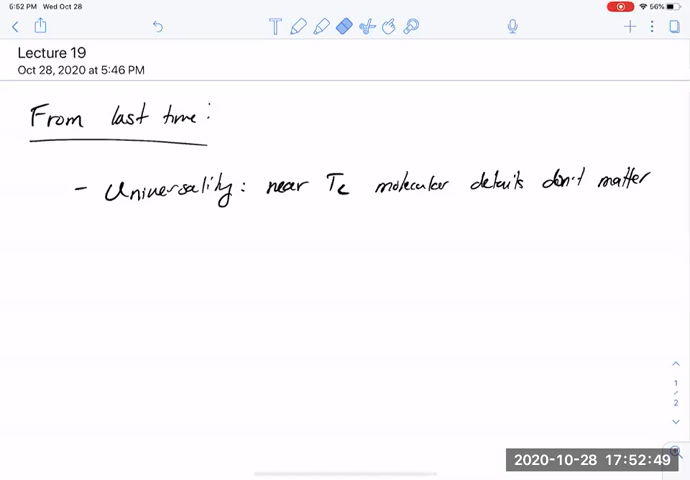 5:52 PM Wed Oct 28
56%
Lecture 19
Oct 28, 2020 at 5:46 PM
From last time:
- Universality: near Tc molecular details don't matter
1
/
2
2020-10-28 17:52:49